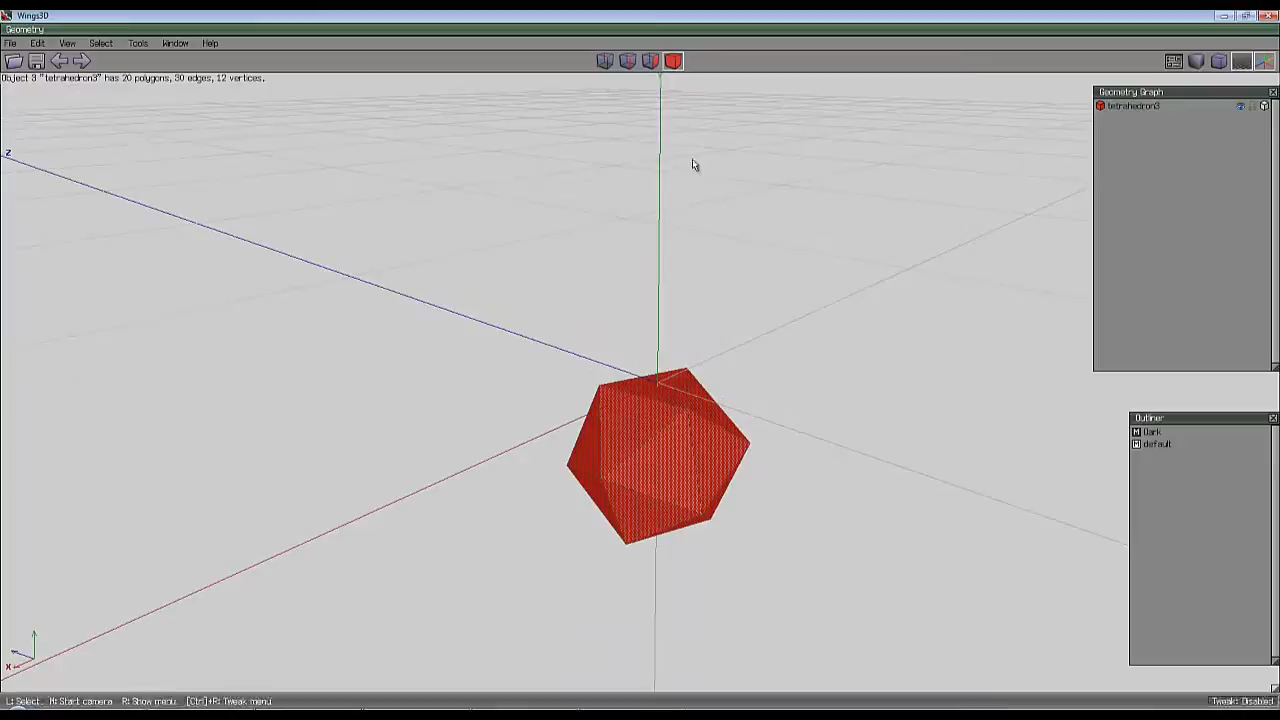 Wings3D
Geometry
File Edit View Select Tools Window Help
Object 3 "tetrahedron3" has 20 polygons, 30 edges, 12 vertices.
Geometry Graph
tetrahedron3
Z
Outliner
Dark
default
X
L: Select M: Start camera R: Show menu [Ctrl]+R: Tweak menu
Tweak: Disabled